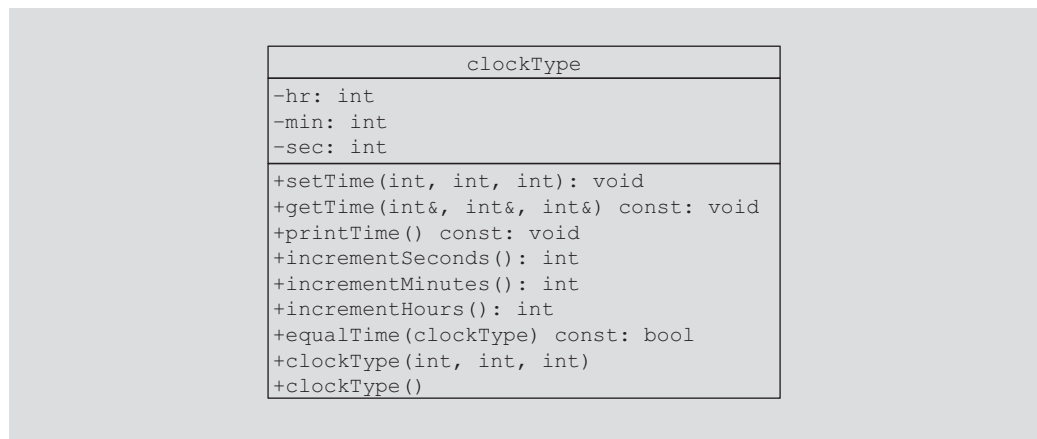 clockType
-hr: int
-min: int
-sec: int
+setTime(int, int, int): void
+getTime(int&, int&, int&) const: void
+printTime() const: void
+incrementSeconds(): int
+incrementMinutes(): int
+incrementHours(): int
+equalTime(clockType) const: bool
+clockType(int, int, int)
+clockType()